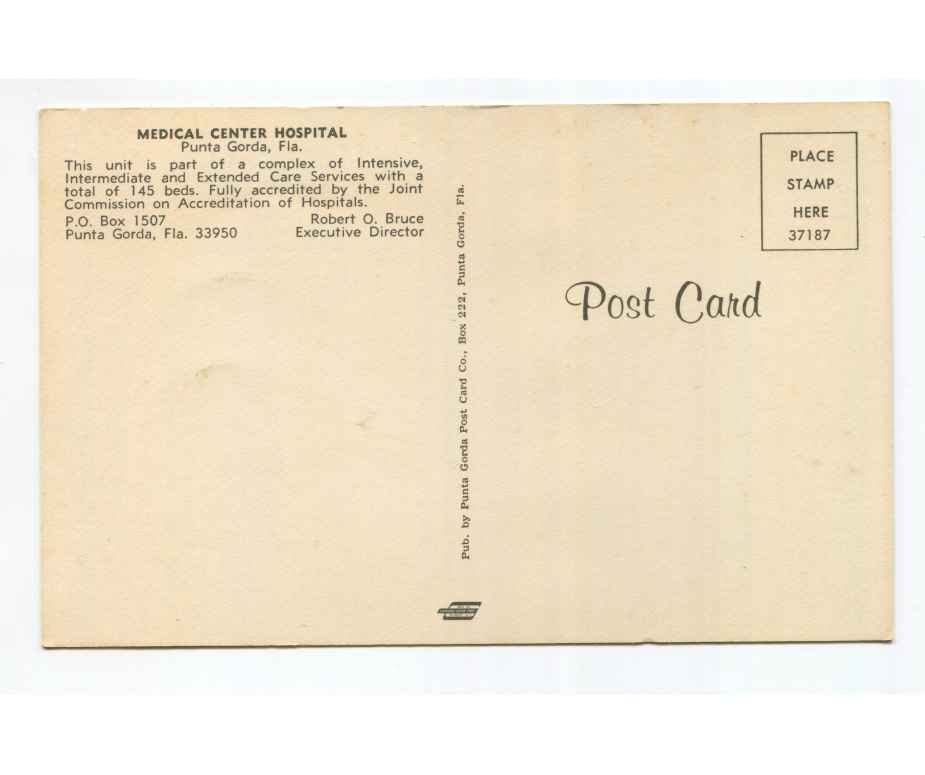 MEDICAL CENTER HOSPITAL
Punta Gorda, Fla.
This unit is part of a complex of Intensive,
Intermediate and Extended Care Services with a
total of 145 beds. Fully accredited by the Joint
Commission on Accreditation of Hospitals.
P.O. Box 1507 Robert O. Bruce
Punta Gorda, Fla. 33950 Executive Director
Pub. by Punta Gorda Post Card Co., Box 222, Punta Gorda, Fla.
PLACE
STAMP
HERE
37187
Post Card